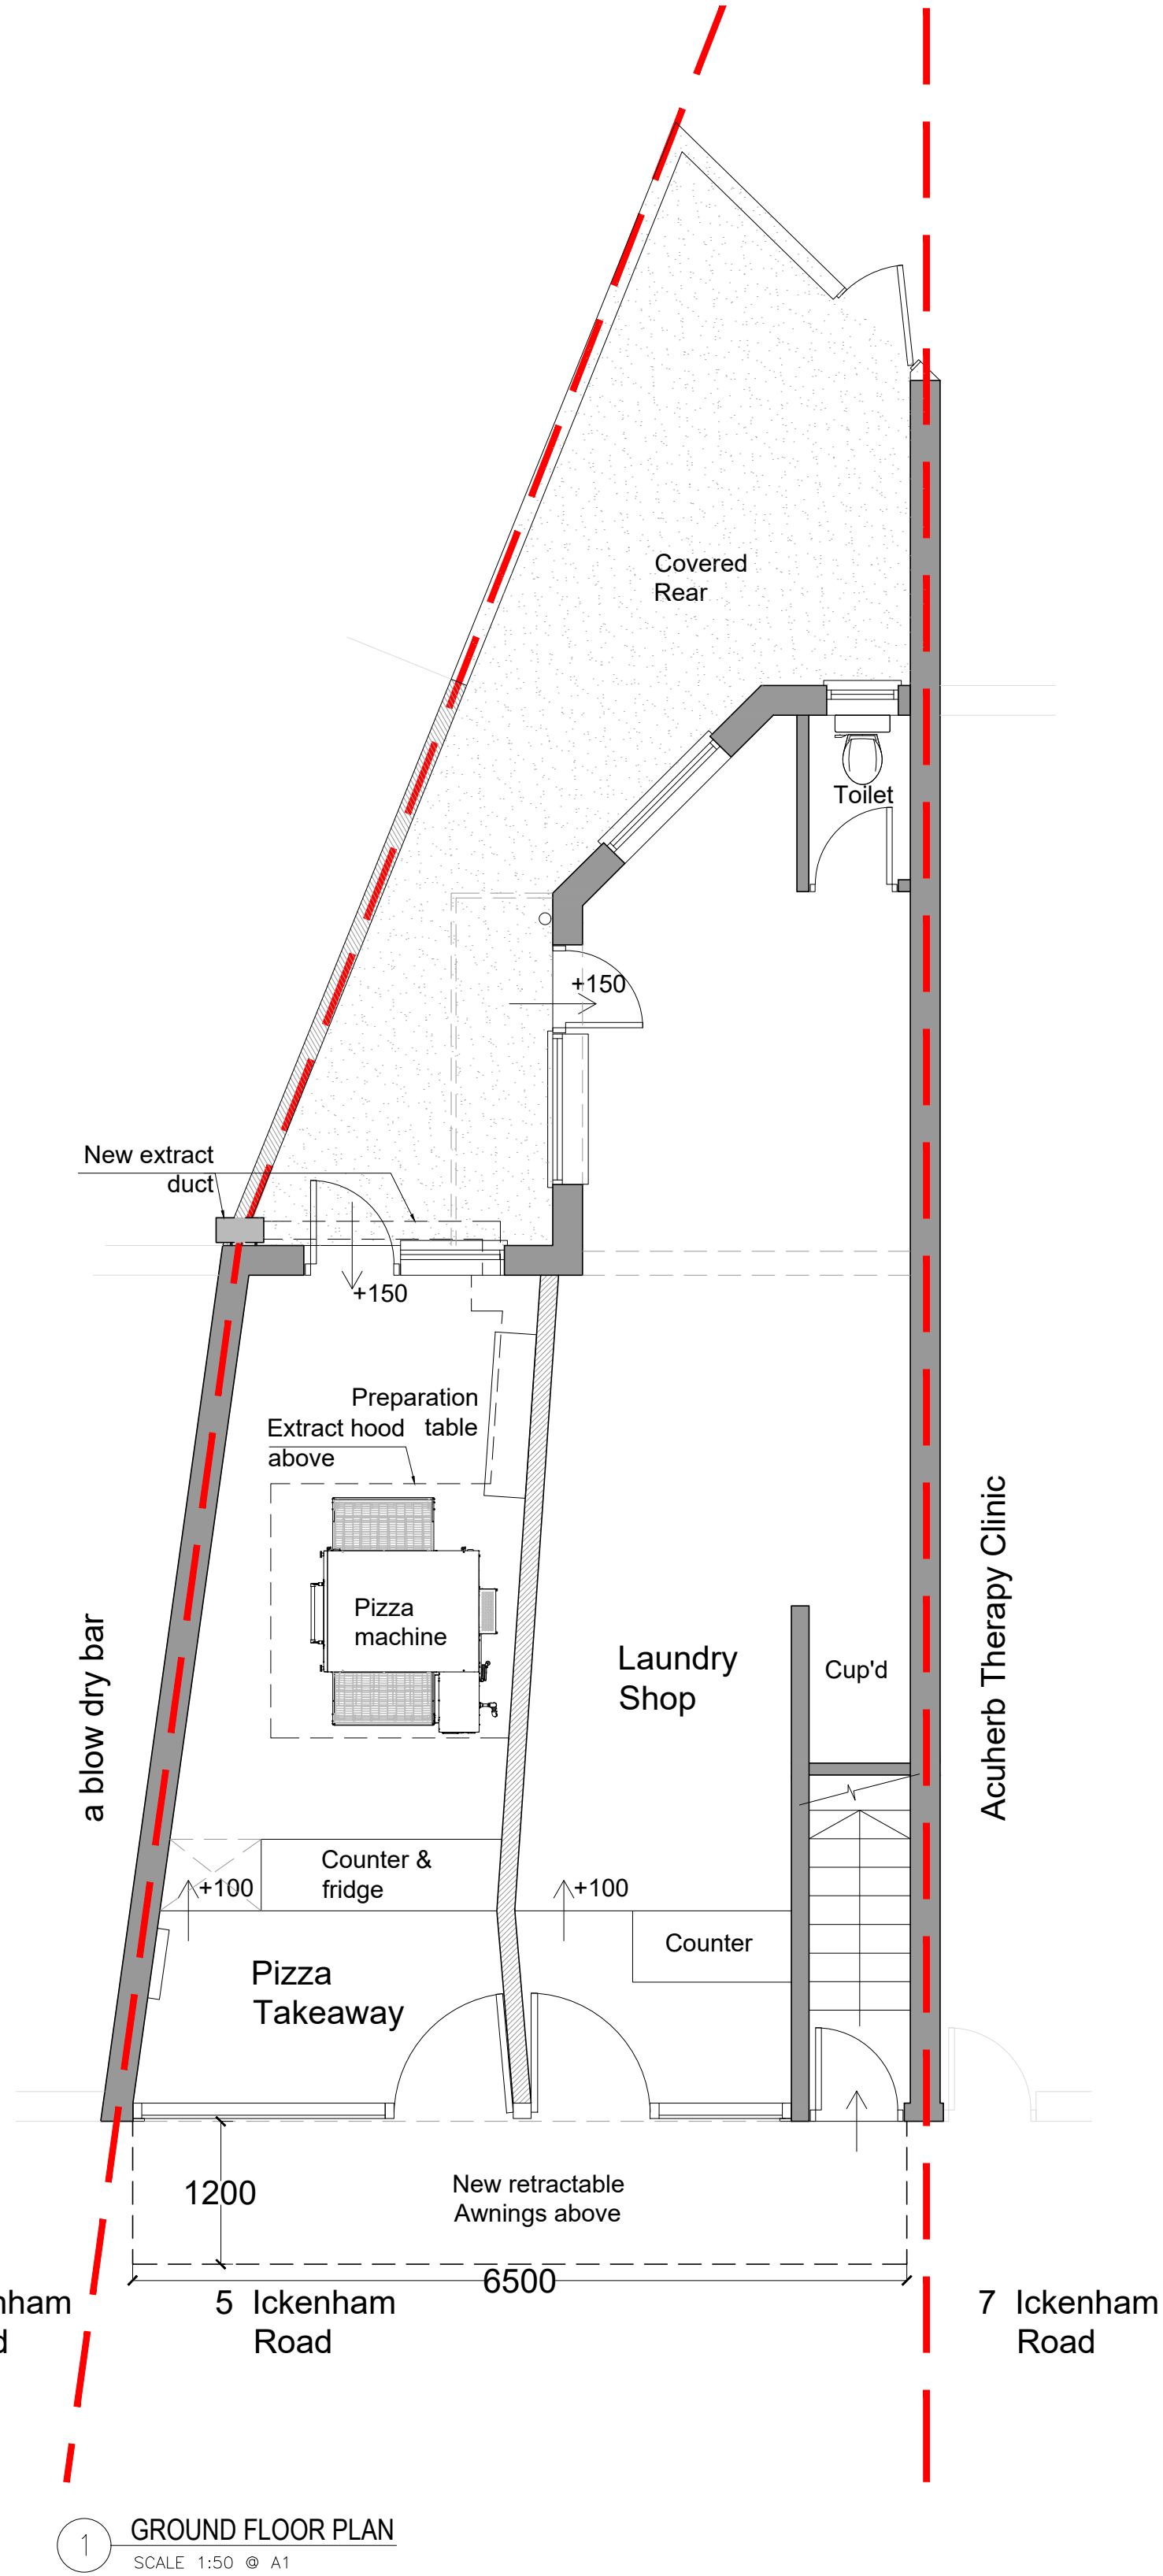 Covered
Rear
Toilet
+150
New extract
duct
+150
Preparation
table
Extract hood
above
Pizza
machine
a blow dry bar
Laundry
Shop
Cup'd
Acuherb Therapy Clinic
Counter &
fridge
+100
+100
Counter
Pizza
Takeaway
1200
New retractable
Awnings above
6500
nham
d
5 Ickenham
Road
7 Ickenham
Road
1
GROUND FLOOR PLAN
SCALE 1:50 @ A1